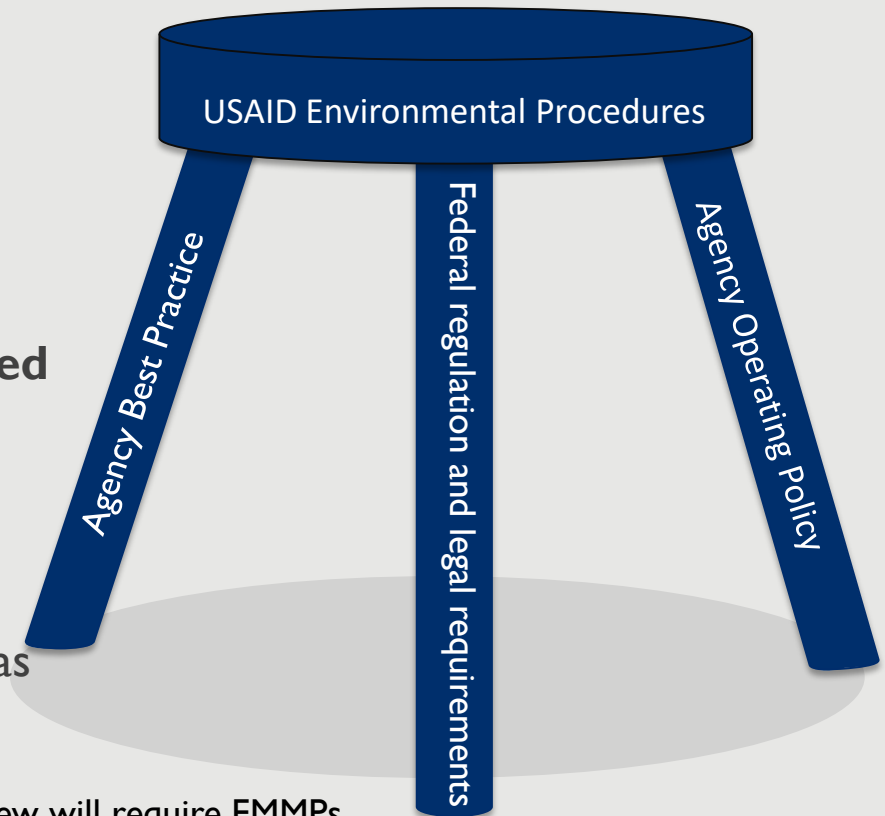 USAID Environmental Procedures
Agency Best Practice
Federal regulation and legal requirements
Agency Operating Policy
ed
as
ew will require EMMPs